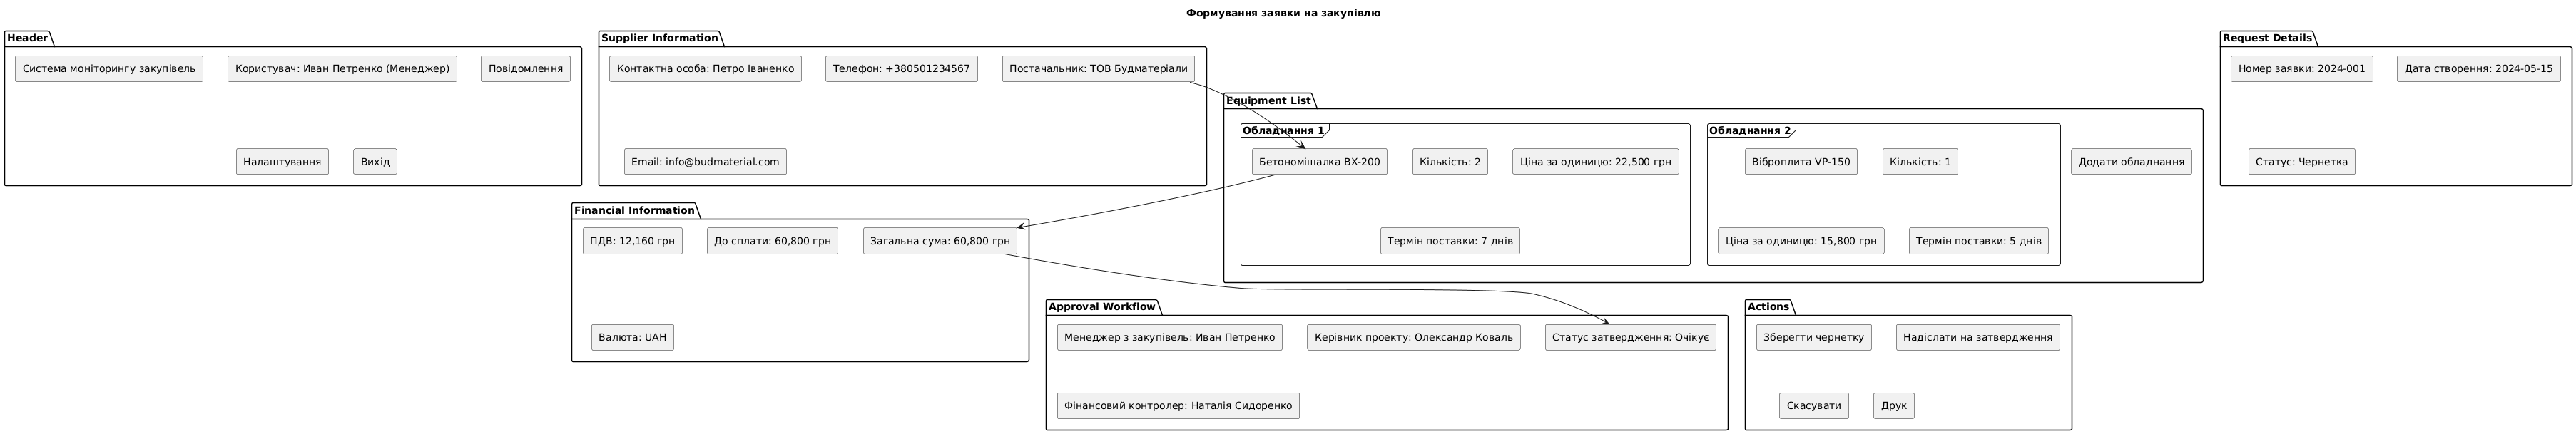 Формування заявки на закупівлю
Header
Система моніторингу закупівель
Користувач: Иван Петренко (Менеджер)
Повідомлення
Налаштування
Вихід
Supplier Information
Контактна особа: Петро Іваненко
Телефон: +380501234567
Постачальник: ТОВ Будматеріали
Email: info@budmaterial.com
Equipment List
Обладнання 1
Бетономішалка BX-200
Кількість: 2
Ціна за одиницю: 22,500 грн
Термін поставки: 7 днів
Обладнання 2
Віброплита VP-150
Кількість: 1
Ціна за одиницю: 15,800 грн
Термін поставки: 5 днів
Додати обладнання
Request Details
Номер заявки: 2024-001
Дата створення: 2024-05-15
Статус: Чернетка
Financial Information
ПДВ: 12,160 грн
До сплати: 60,800 грн
Загальна сума: 60,800 грн
Валюта: UAH
Approval Workflow
Менеджер з закупівель: Иван Петренко
Керівник проекту: Олександр Коваль
Статус затвердження: Очікує
Фінансовий контролер: Наталія Сидоренко
Actions
Зберегти чернетку
Надіслати на затвердження
Скасувати
Друк